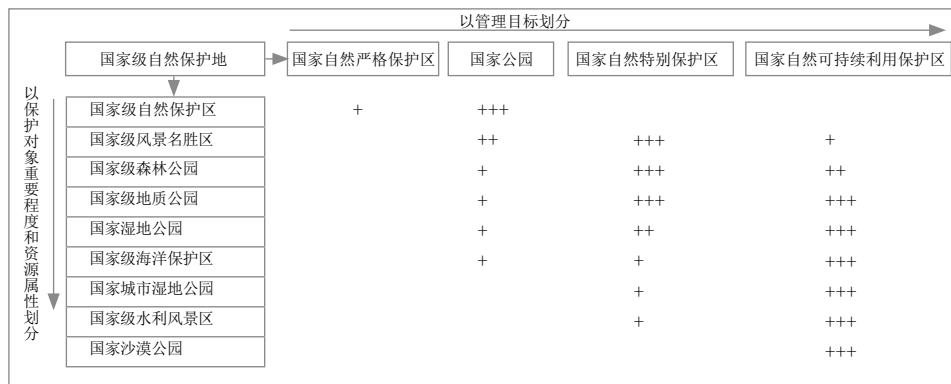 以管理目标划分
国家级自然保护地 国家自然严格保护区 国家公园 国家自然特别保护区 国家自然可持续利用保护区
以保护对象重要程度和资源属性划分
国家级自然保护区 + +++
国家级风景名胜区 ++ +++ +
国家级森林公园 + +++ ++
国家级地质公园 + +++ +++
国家湿地公园 + ++ +++
国家级海洋保护区 + + +++
国家城市湿地公园 + +++
国家级水利风景区 + +++
国家沙漠公园 +++